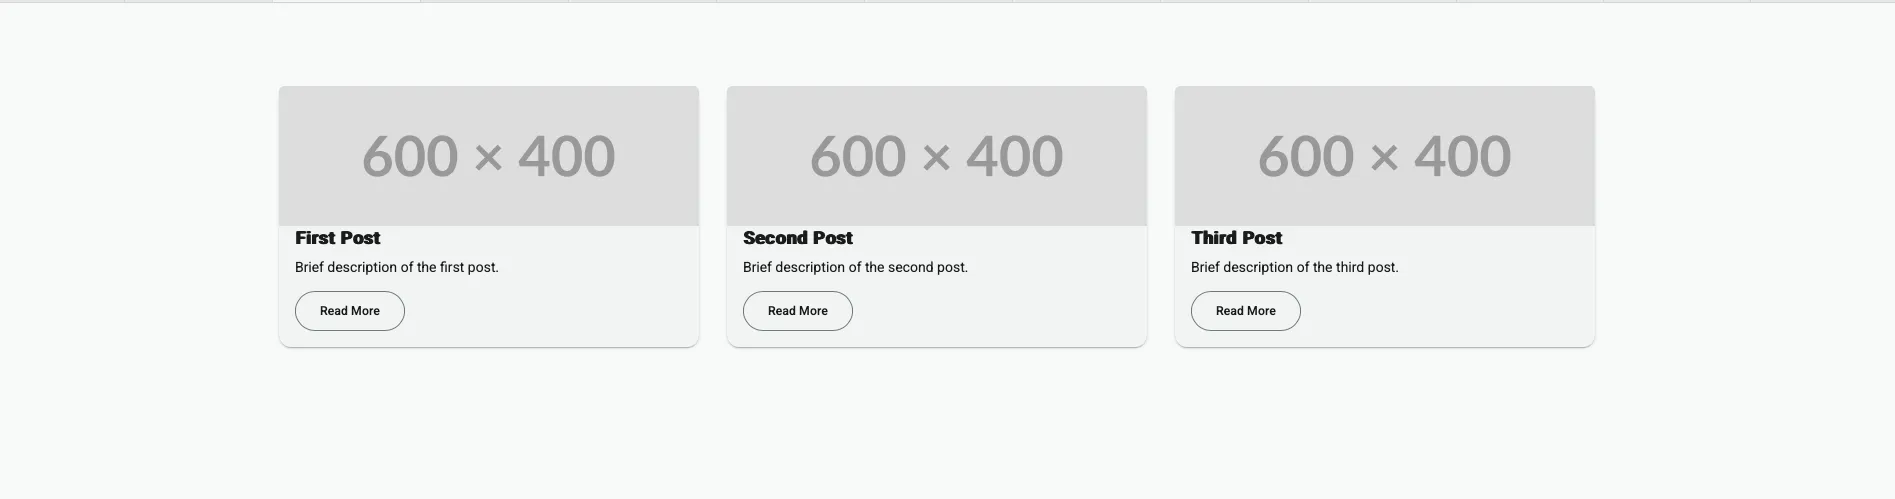 600 × 400
First Post
Brief description of the first post.
Read More
600 × 400
Second Post
Brief description of the second post.
Read More
600 × 400
Third Post
Brief description of the third post.
Read More